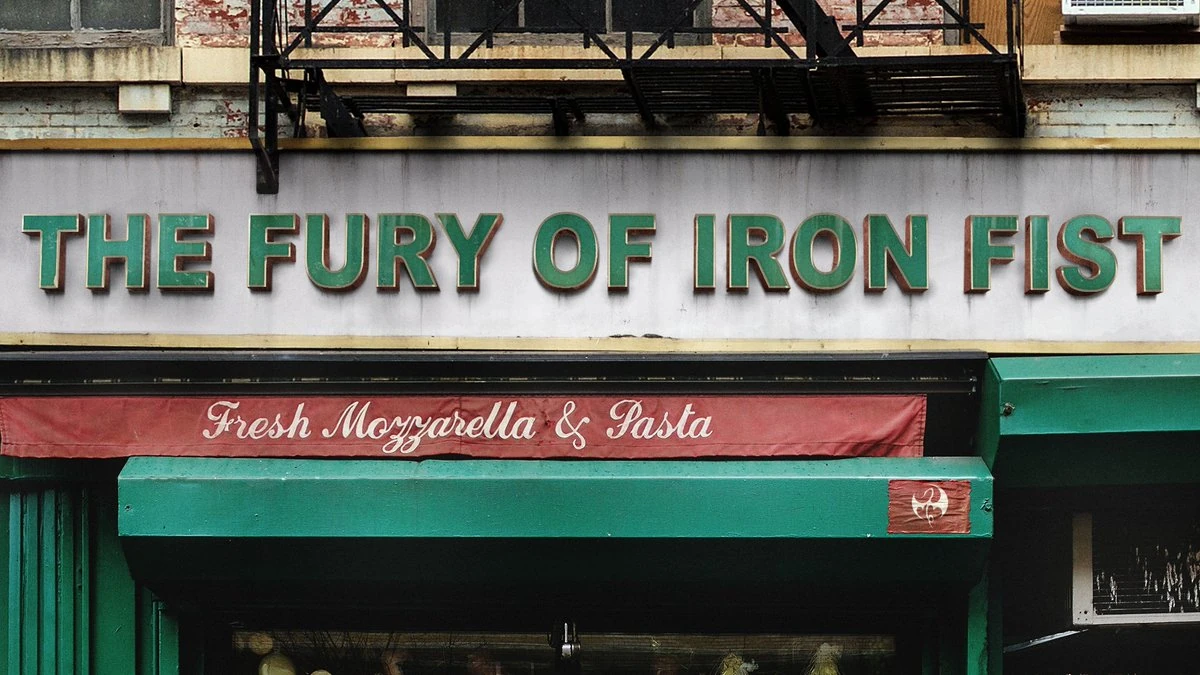 THE FURY OF IRON FIST
Fresh Mozzarella & Pasta